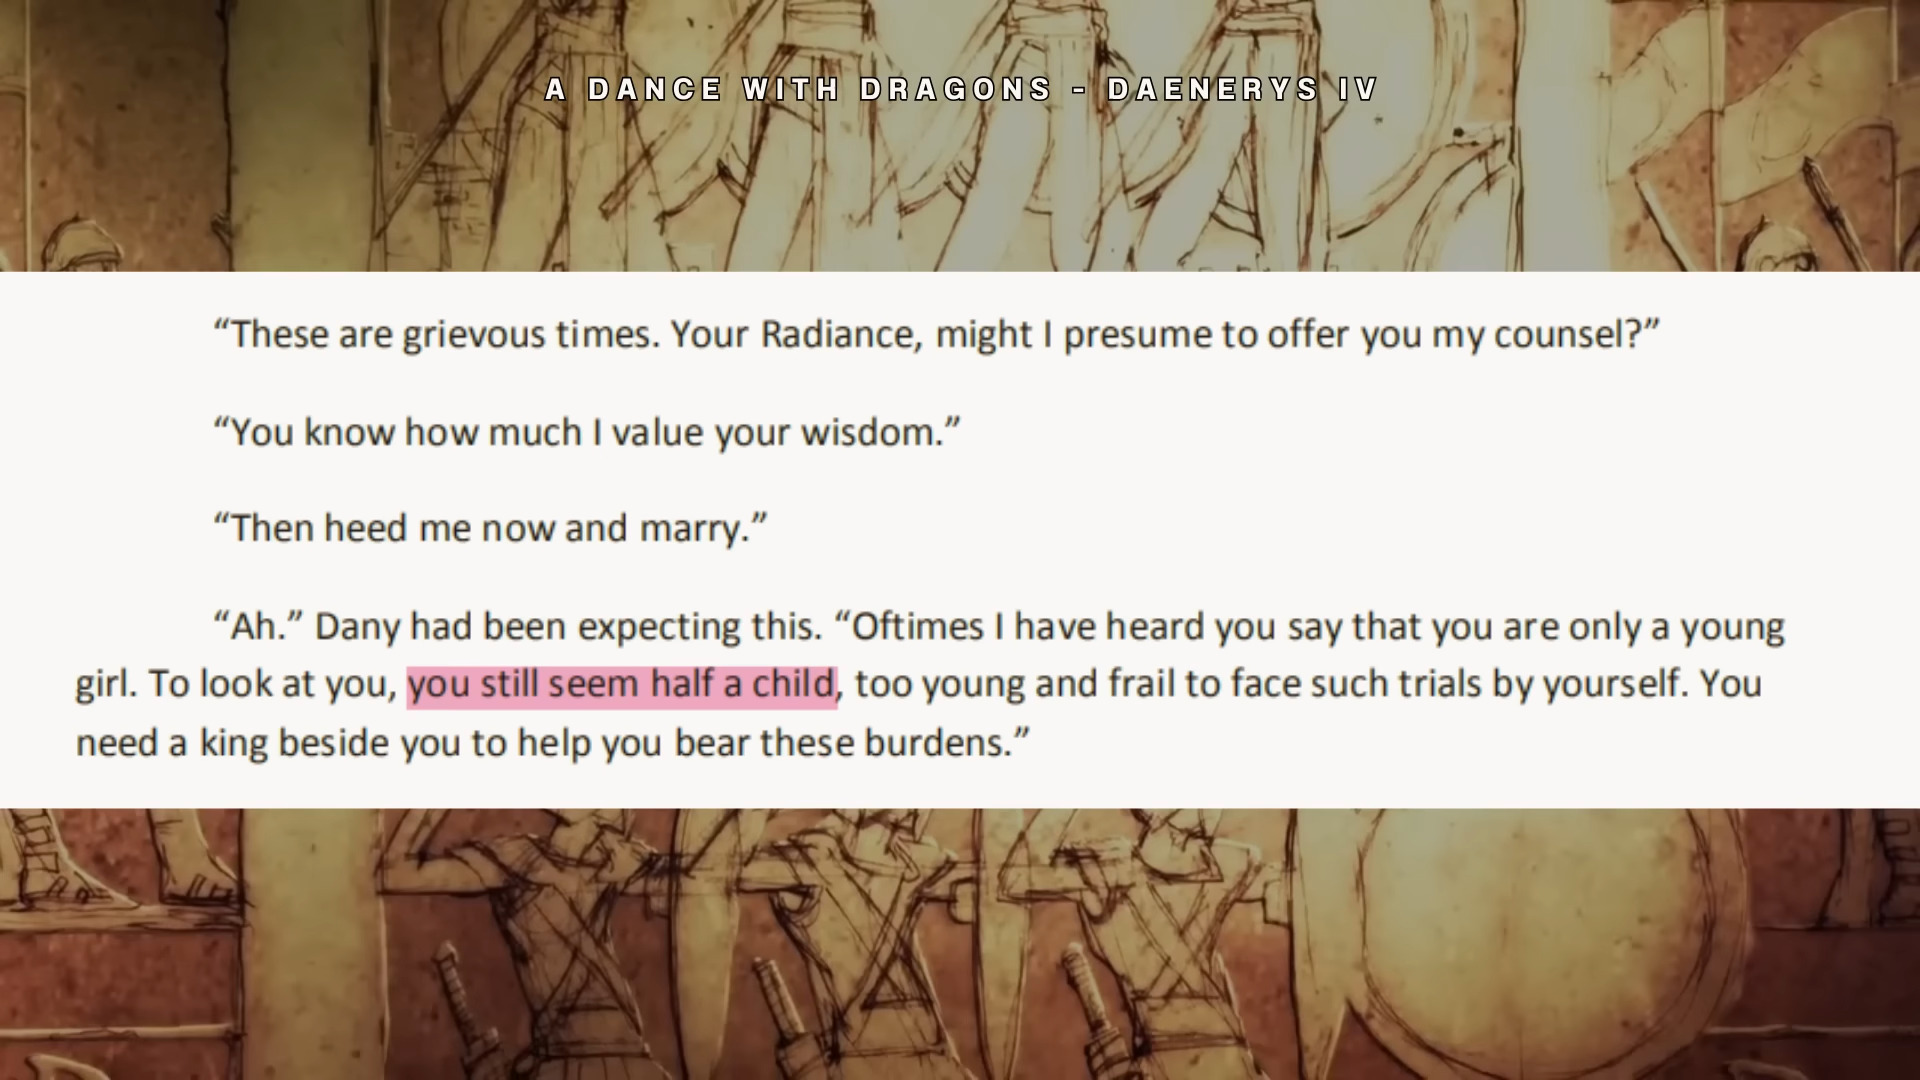 A DANCE WITH DRAGONS - DAENERYS IV
“These are grievous times. Your Radiance, might I presume to offer you my counsel?”
“You know how much I value your wisdom.”
“Then heed me now and marry.”
“Ah.” Dany had been expecting this. “Oftimes I have heard you say that you are only a young
girl. To look at you, you still seem half a child, too young and frail to face such trials by yourself. You
need a king beside you to help you bear these burdens.”